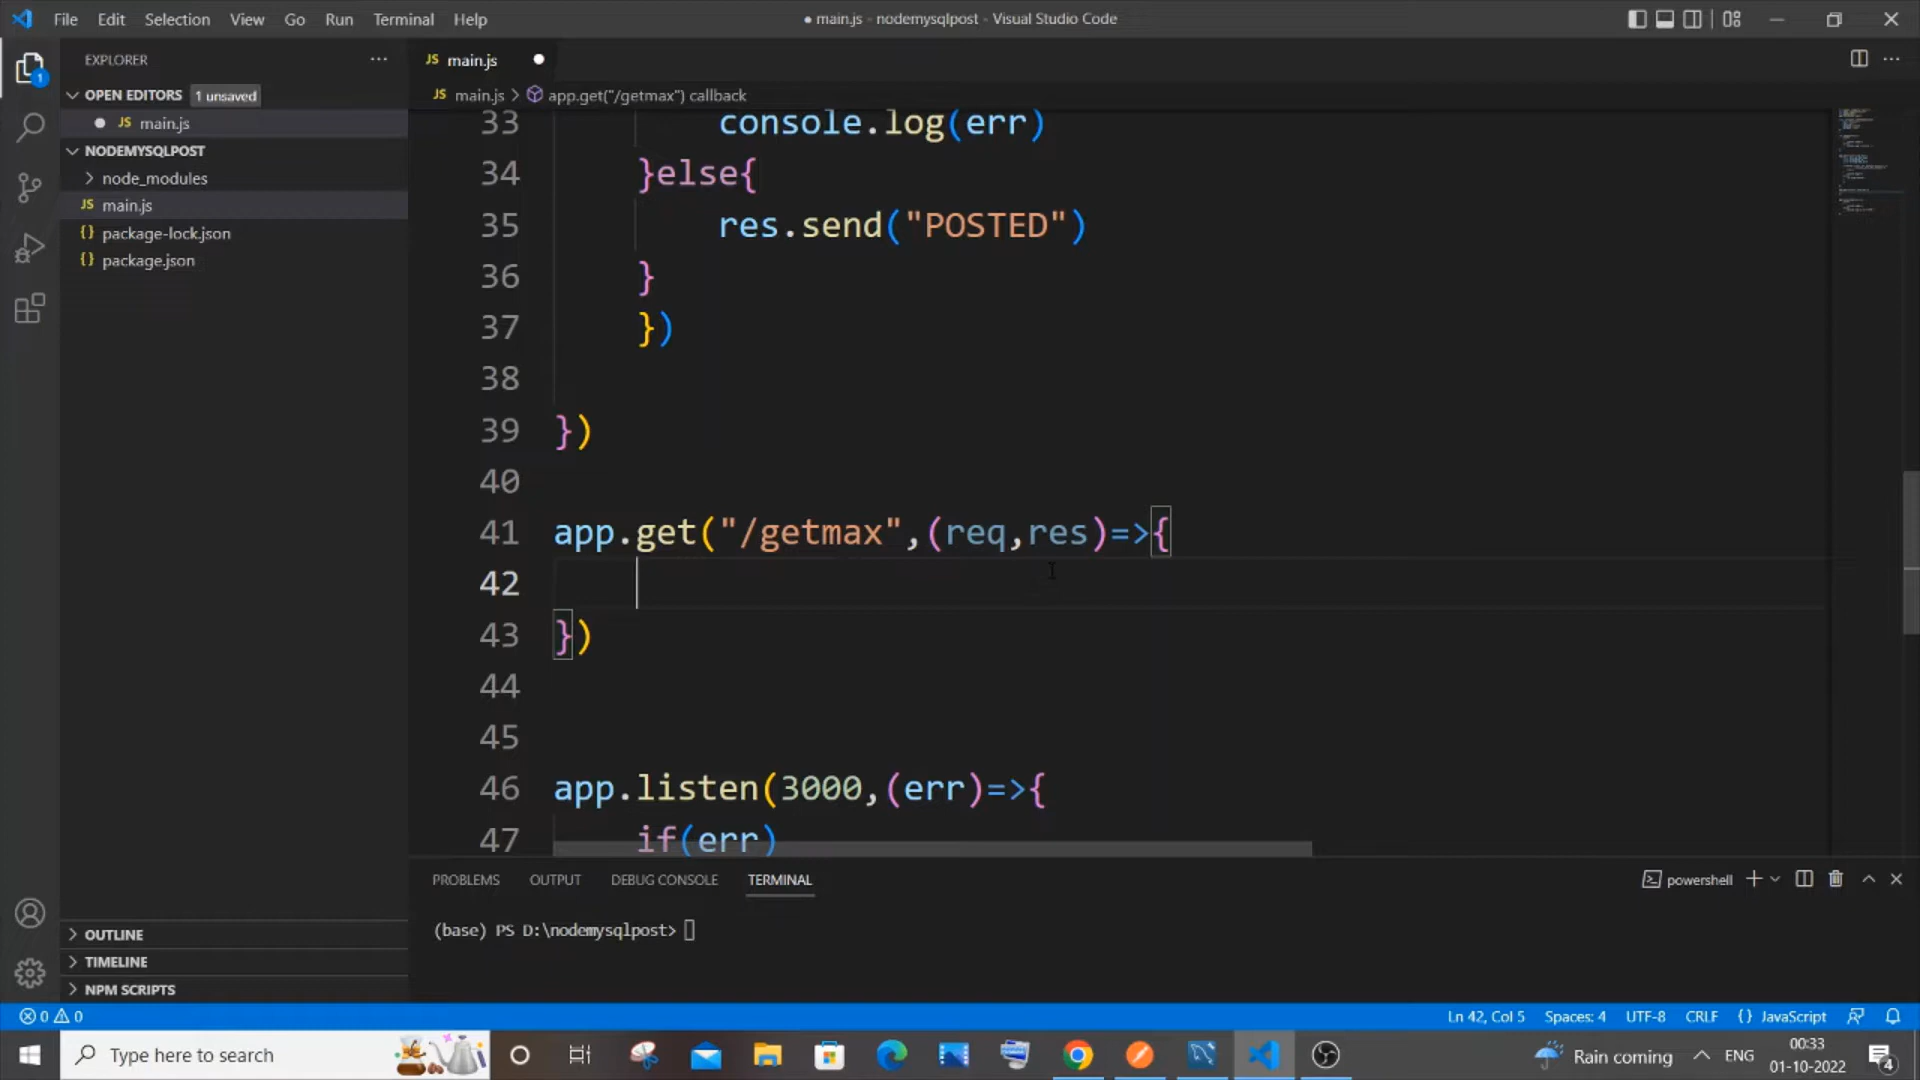 File Edit Selection View Go Run Terminal Help
● main.js - nodemysqlpost - Visual Studio Code
EXPLORER
OPEN EDITORS 1 unsaved
JS main.js
NODEMYSQLPOST
node_modules
JS main.js
{} package-lock.json
{} package.json
OUTLINE
TIMELINE
NPM SCRIPTS
1
JS main.js
JS main.js > app.get("/getmax") callback
33 console.log(err)
34 }else{
35 res.send("POSTED")
36 }
37 })
38
39 })
40
41 app.get("/getmax",(req,res)=>{
42
43 })
44
45
46 app.listen(3000,(err)=>{
47 if(err)
PROBLEMS OUTPUT DEBUG CONSOLE TERMINAL
powershell
(base) PS D:\nodemysqlpost>
0 0
Ln 42, Col 5 Spaces: 4 UTF-8 CRLF {} JavaScript
Type here to search
Rain coming ENG
00:33
01-10-2022
4